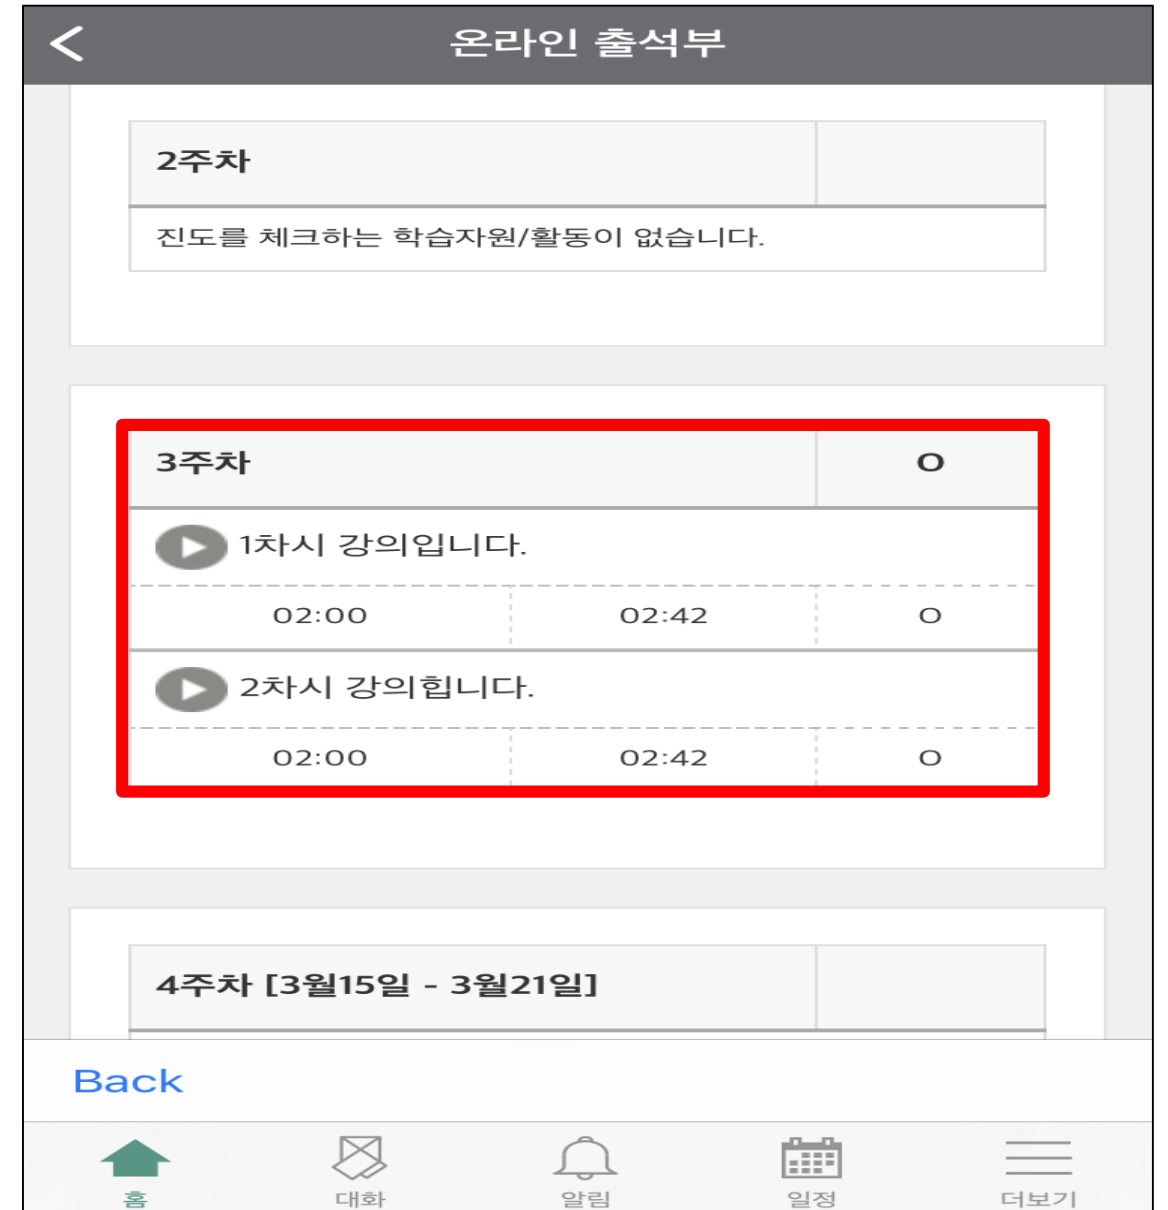 온라인 출석부
2주차
진도를 체크하는 학습자원/활동이 없습니다.
3주차 O
1차시 강의입니다.
02:00 02:42 O
2차시 강의힙니다.
02:00 02:42 O
4주차 [3월15일 - 3월21일]
Back
홈 대화 알림 일정 더보기